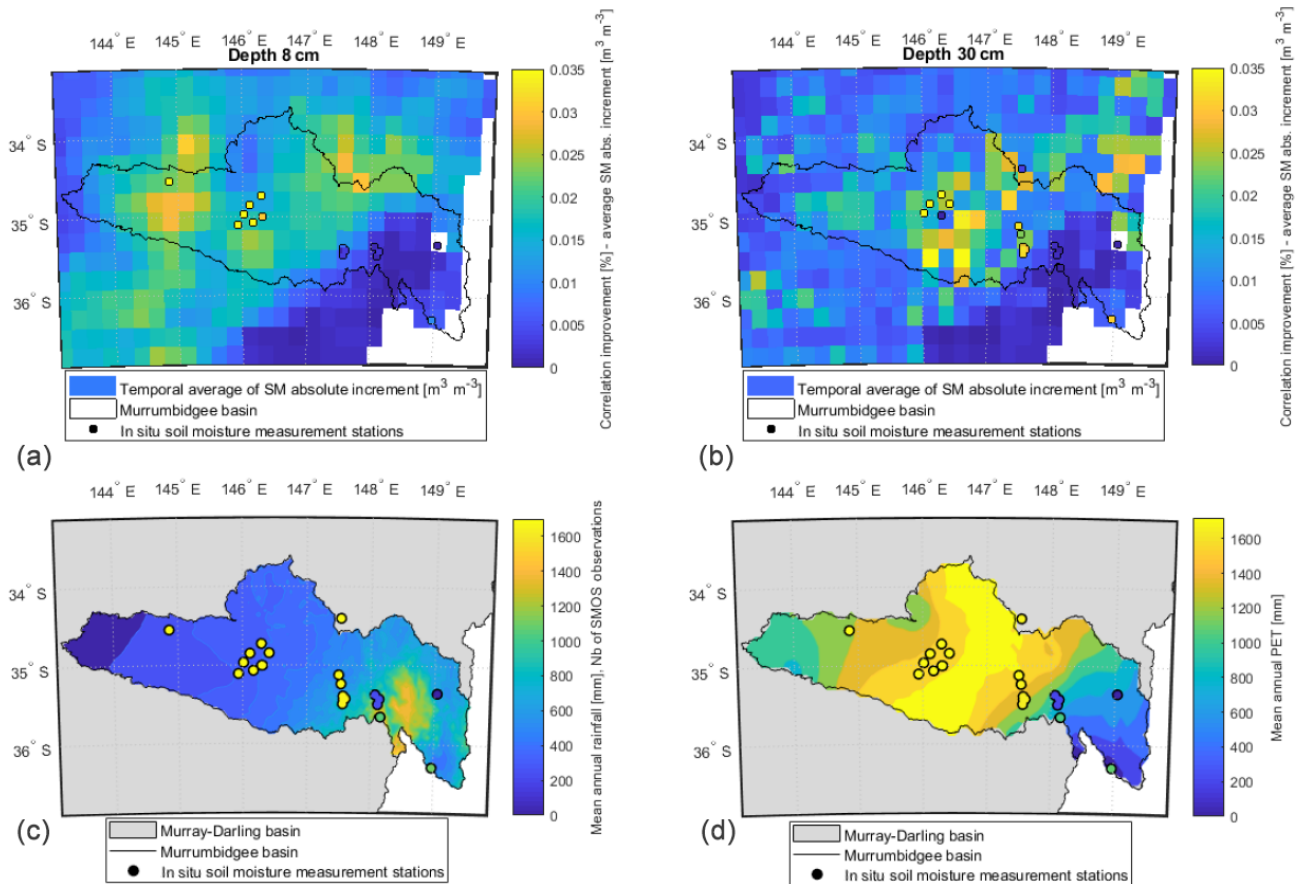 144° E 145° E 146° E 147° E 148° E 149° E
Depth 8 cm
34° S
35° S
36° S
0.035
0.03
0.025
0.02
0.015
0.01
0.005
0
Correlation improvement [%] - average SM abs. increment [m³ m⁻³]
Temporal average of SM absolute increment [m³ m⁻³]
Murrumbidgee basin
In situ soil moisture measurement stations
(a)
144° E 145° E 146° E 147° E 148° E 149° E
Depth 30 cm
34° S
35° S
36° S
0.035
0.03
0.025
0.02
0.015
0.01
0.005
0
Correlation improvement [%] - average SM abs. increment [m³ m⁻³]
Temporal average of SM absolute increment [m³ m⁻³]
Murrumbidgee basin
In situ soil moisture measurement stations
(b)
144° E 145° E 146° E 147° E 148° E 149° E
34° S
35° S
36° S
1600
1400
1200
1000
800
600
400
200
0
Mean annual rainfall [mm], Nb of SMOS observations
Murray-Darling basin
Murrumbidgee basin
In situ soil moisture measurement stations
(c)
144° E 145° E 146° E 147° E 148° E 149° E
34° S
35° S
36° S
1600
1400
1200
1000
800
600
400
200
0
Mean annual PET [mm]
Murray-Darling basin
Murrumbidgee basin
In situ soil moisture measurement stations
(d)